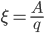 ξ = A/q